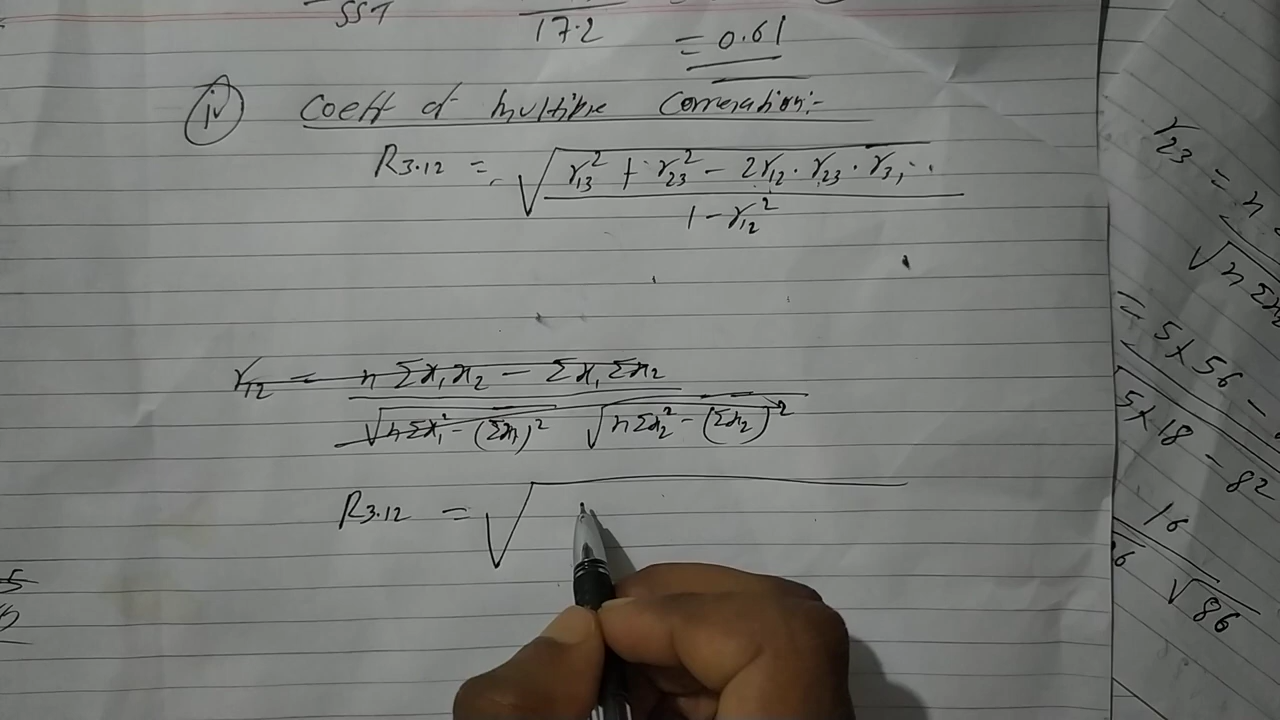 SST 17.2 = 0.61
(iv) Coeff of multiple Correration:-
R3.12 = √ r13² + r23² - 2r12 . r23 . r31
1 - r12²
r12 = n Σx1x2 - Σx1 Σx2
√nΣx1² - (Σx1)² √nΣx2² - (Σx2)²
R3.12 = √
r23 = n
√nΣx2
= 5×56 -
√5×18 - 8²
16
√86